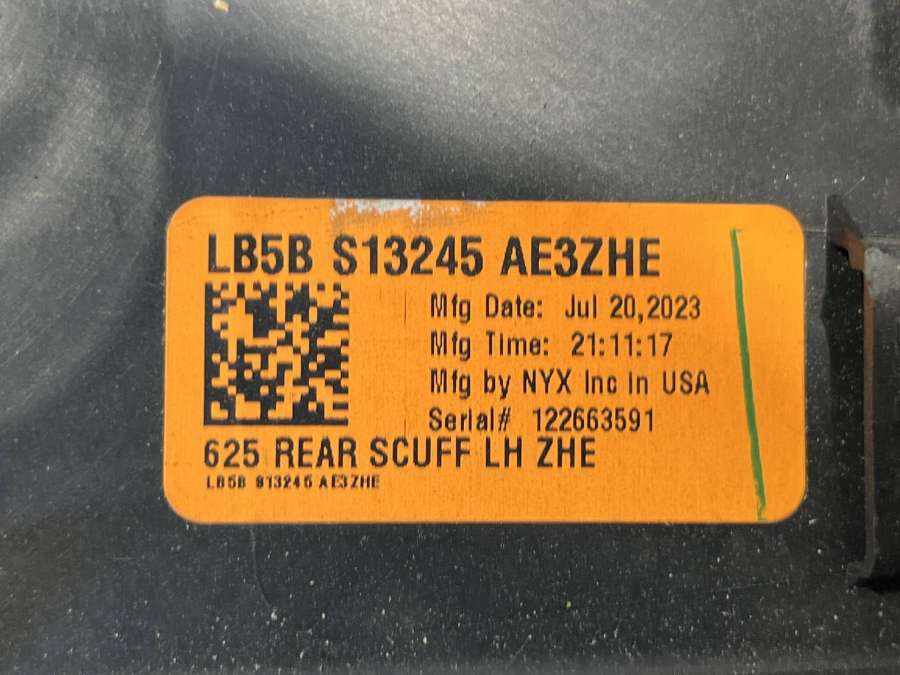 LB5B S13245 AE3ZHE
Mfg Date: Jul 20,2023
Mfg Time: 21:11:17
Mfg by NYX Inc In USA
Serial# 122663591
625 REAR SCUFF LH ZHE
LB5B S13245 AE3ZHE